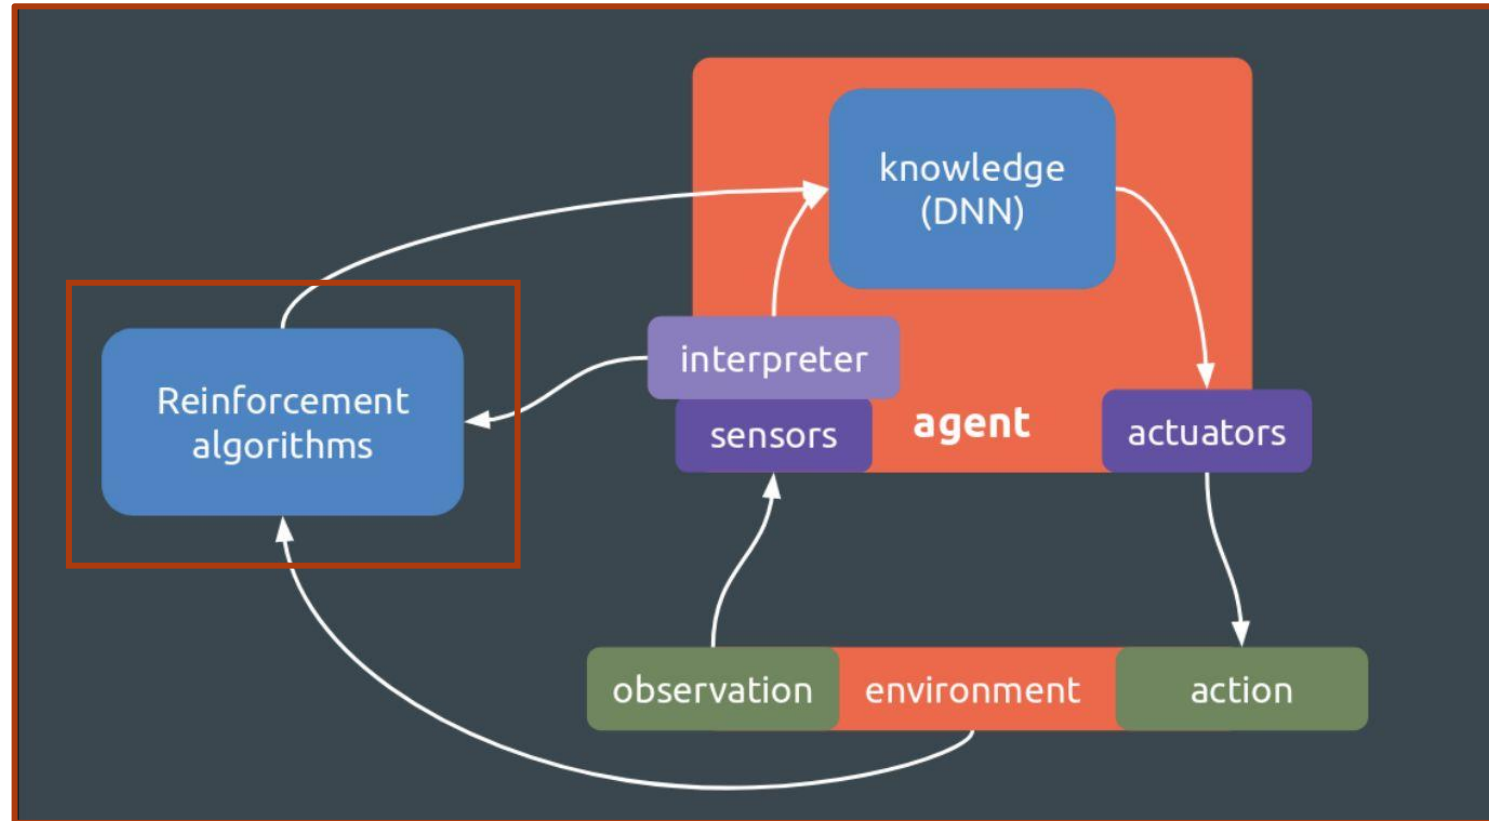 knowledge
(DNN)
interpreter
Reinforcement
algorithms
sensors
agent
actuators
observation
environment
action